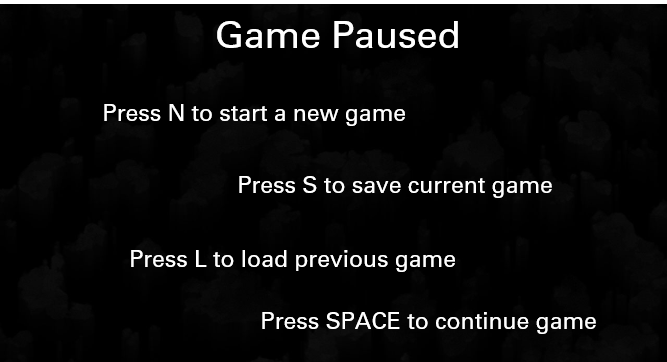 Game Paused
Press N to start a new game
Press S to save current game
Press L to load previous game
Press SPACE to continue game